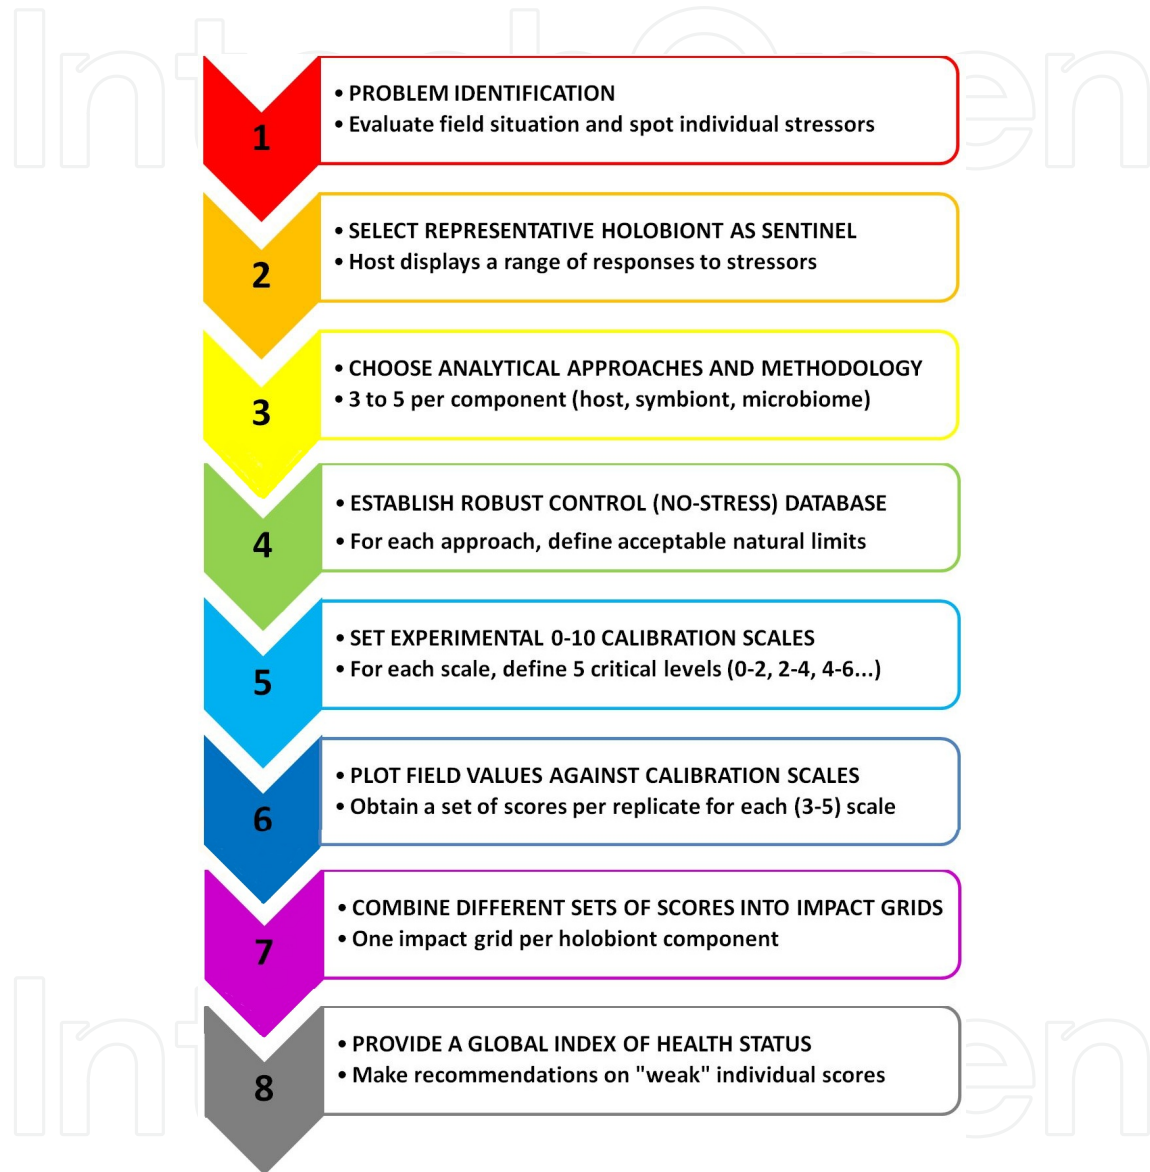 IntechOpen
1
• PROBLEM IDENTIFICATION
• Evaluate field situation and spot individual stressors
2
• SELECT REPRESENTATIVE HOLOBIONT AS SENTINEL
• Host displays a range of responses to stressors
3
• CHOOSE ANALYTICAL APPROACHES AND METHODOLOGY
• 3 to 5 per component (host, symbiont, microbiome)
4
• ESTABLISH ROBUST CONTROL (NO-STRESS) DATABASE
• For each approach, define acceptable natural limits
5
• SET EXPERIMENTAL 0-10 CALIBRATION SCALES
• For each scale, define 5 critical levels (0-2, 2-4, 4-6...)
6
• PLOT FIELD VALUES AGAINST CALIBRATION SCALES
• Obtain a set of scores per replicate for each (3-5) scale
7
• COMBINE DIFFERENT SETS OF SCORES INTO IMPACT GRIDS
• One impact grid per holobiont component
IntechOpen
8
• PROVIDE A GLOBAL INDEX OF HEALTH STATUS
• Make recommendations on "weak" individual scores